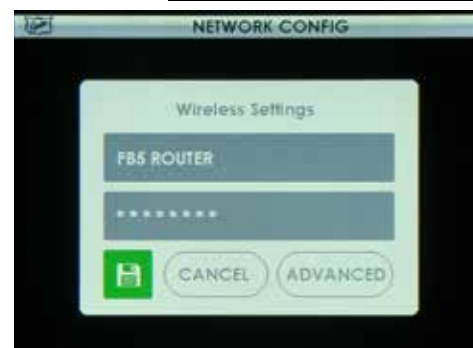 NETWORK CONFIG
Wireless Settings
FBS ROUTER
********
CANCEL ADVANCED